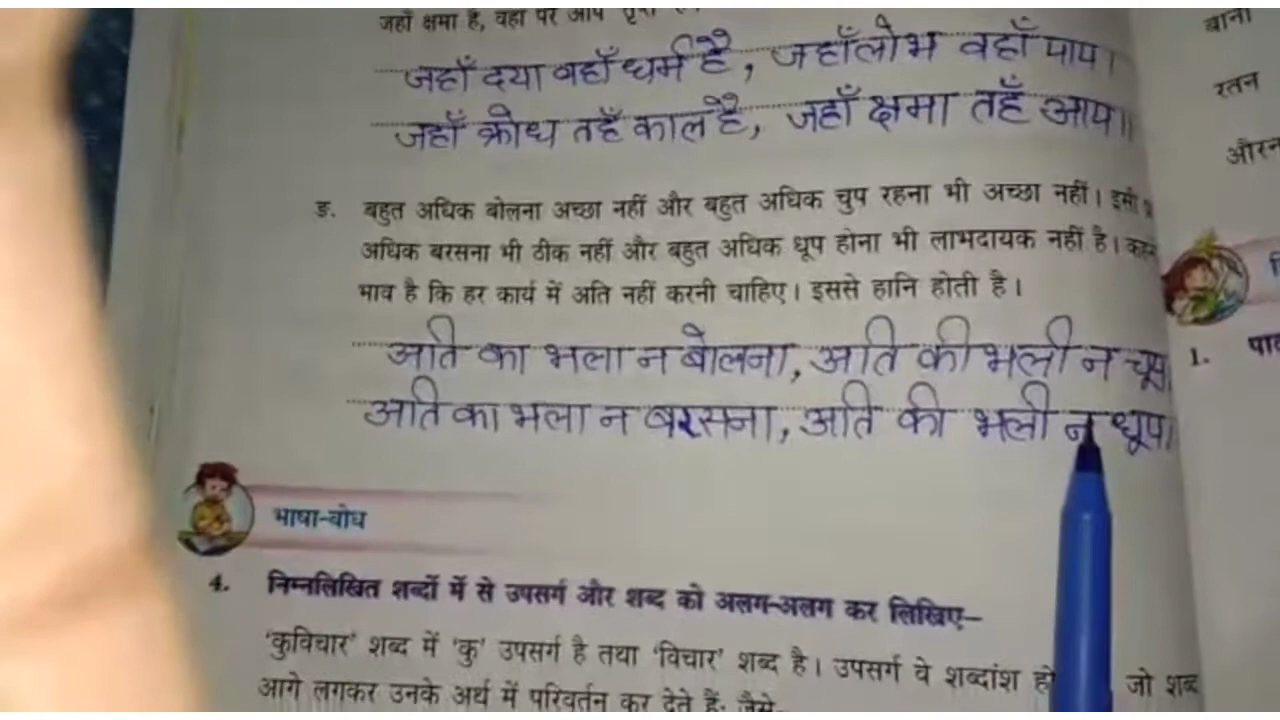 जहाँ क्षमा है, वहाँ पर आप
बाना
जहाँ दया वहाँ धर्म है, जहाँ लोभ वहाँ पाप।
रतन
जहाँ क्रोध तहँ काल है, जहाँ क्षमा तहँ आप॥
ङ. बहुत अधिक बोलना अच्छा नहीं और बहुत अधिक चुप रहना भी अच्छा नहीं। इसी
अधिक बरसना भी ठीक नहीं और बहुत अधिक धूप होना भी लाभदायक नहीं है।
भाव है कि हर कार्य में अति नहीं करनी चाहिए। इससे हानि होती है।
अति का भला न बोलना, अति की भली न
1.
अति का भला न बरसना, अति की भली न धूप।
भाषा-बोध
4. निम्नलिखित शब्दों में से उपसर्ग और शब्द को अलग-अलग कर लिखिए–
'कुविचार' शब्द में 'कु' उपसर्ग है तथा 'विचार' शब्द है। उपसर्ग वे शब्दांश जो शब्द
आगे लगकर उनके अर्थ में परिवर्तन कर देते हैं; जैसे–